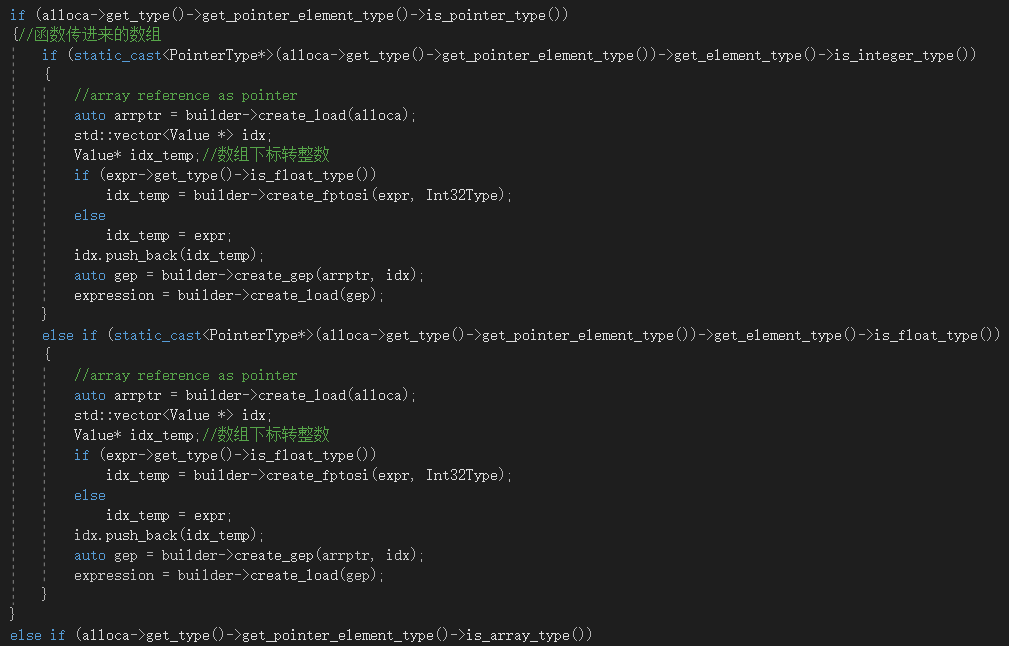 if (alloca->get_type()->get_pointer_element_type()->is_pointer_type())
{//函数传进来的数组
if (static_cast<PointerType*>(alloca->get_type()->get_pointer_element_type())->get_element_type()->is_integer_type())
{
//array reference as pointer
auto arrptr = builder->create_load(alloca);
std::vector<Value *> idx;
Value* idx_temp;//数组下标转整数
if (expr->get_type()->is_float_type())
idx_temp = builder->create_fptosi(expr, Int32Type);
else
idx_temp = expr;
idx.push_back(idx_temp);
auto gep = builder->create_gep(arrptr, idx);
expression = builder->create_load(gep);
}
else if (static_cast<PointerType*>(alloca->get_type()->get_pointer_element_type())->get_element_type()->is_float_type())
{
//array reference as pointer
auto arrptr = builder->create_load(alloca);
std::vector<Value *> idx;
Value* idx_temp;//数组下标转整数
if (expr->get_type()->is_float_type())
idx_temp = builder->create_fptosi(expr, Int32Type);
else
idx_temp = expr;
idx.push_back(idx_temp);
auto gep = builder->create_gep(arrptr, idx);
expression = builder->create_load(gep);
}
}
else if (alloca->get_type()->get_pointer_element_type()->is_array_type())